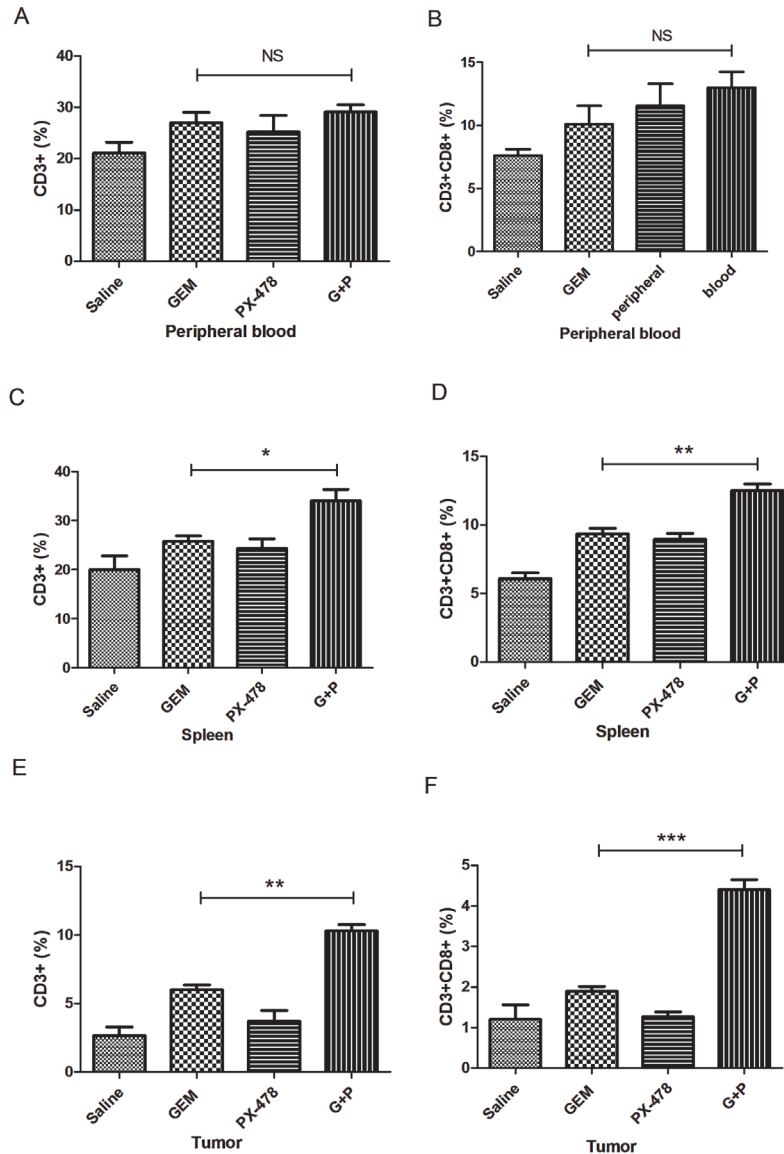 A
NS
CD3+ (%)
40
30
20
10
0
Saline
GEM
PX-478
G+P
Peripheral blood
B
NS
CD3+CD8+ (%)
15
10
5
0
Saline
GEM
peripheral
blood
Peripheral blood
C
*
CD3+ (%)
40
30
20
10
0
Saline
GEM
PX-478
G+P
Spleen
D
**
CD3+CD8+ (%)
15
10
5
0
Saline
GEM
PX-478
G+P
Spleen
E
**
CD3+ (%)
15
10
5
0
Saline
GEM
PX-478
G+P
Tumor
F
***
CD3+CD8+ (%)
5
4
3
2
1
0
Saline
GEM
PX-478
G+P
Tumor